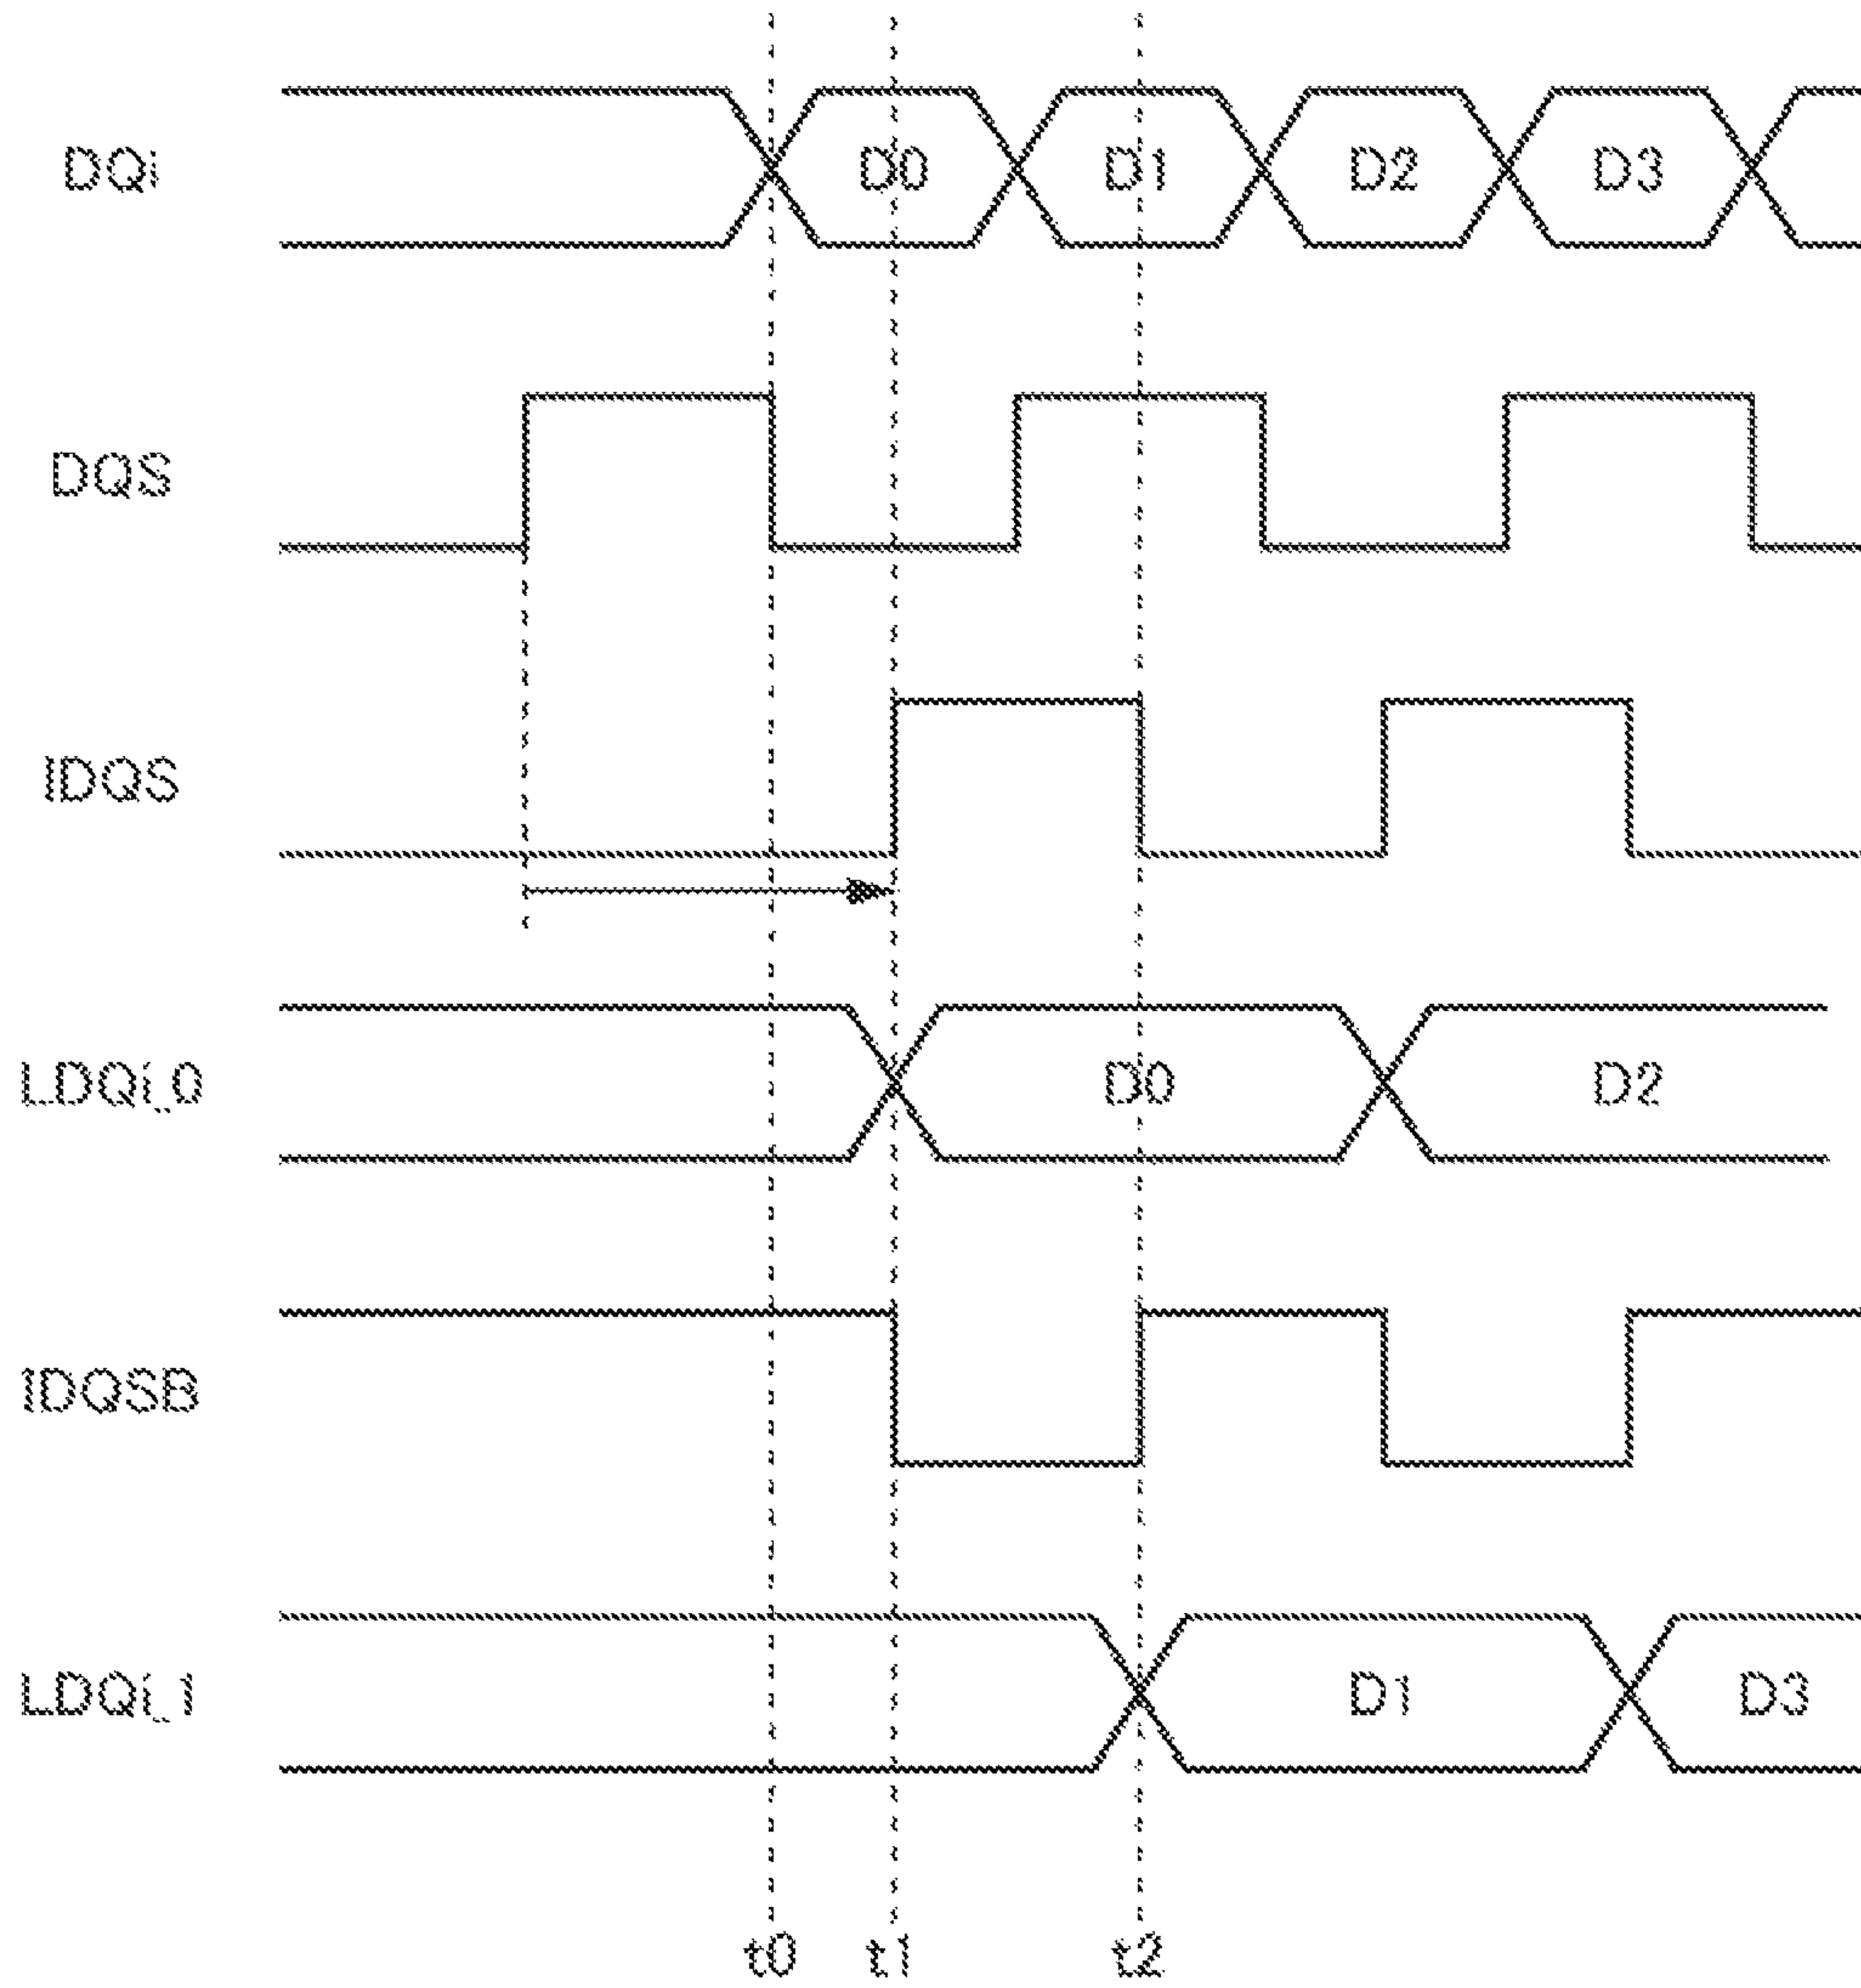 DQi D0 D1 D2 D3
DQS
IDQS
LDQi_0 D0 D2
IDQSB
LDQi_1 D1 D3
t0 t1 t2